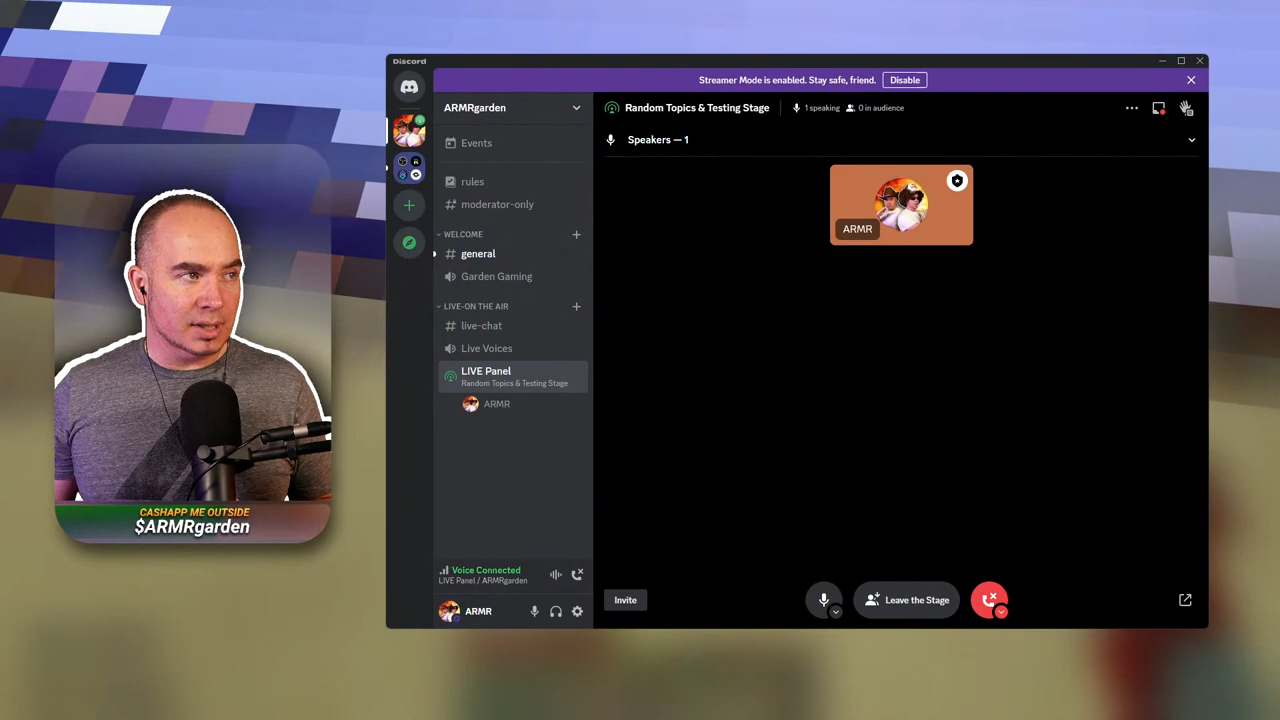 Discord
Streamer Mode is enabled. Stay safe, friend.
Disable
ARMRgarden
Random Topics & Testing Stage
1 speaking
0 in audience
Events
Speakers — 1
rules
moderator-only
ARMR
WELCOME
general
Garden Gaming
LIVE-ON THE AIR
live-chat
Live Voices
LIVE Panel
Random Topics & Testing Stage
ARMR
CASHAPP ME OUTSIDE
$ARMRgarden
Voice Connected
LIVE Panel / ARMRgarden
ARMR
Invite
Leave the Stage